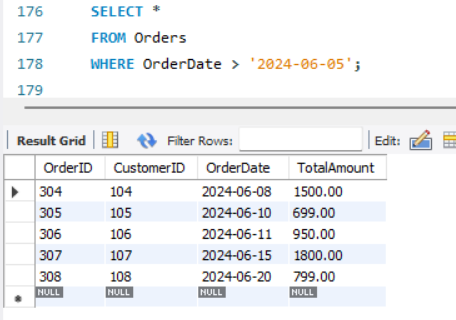 176 SELECT *
177 FROM Orders
178 WHERE OrderDate > '2024-06-05';
179
Result Grid Filter Rows: Edit:
OrderID CustomerID OrderDate TotalAmount
304 104 2024-06-08 1500.00
305 105 2024-06-10 699.00
306 106 2024-06-11 950.00
307 107 2024-06-15 1800.00
308 108 2024-06-20 799.00
NULL NULL NULL NULL